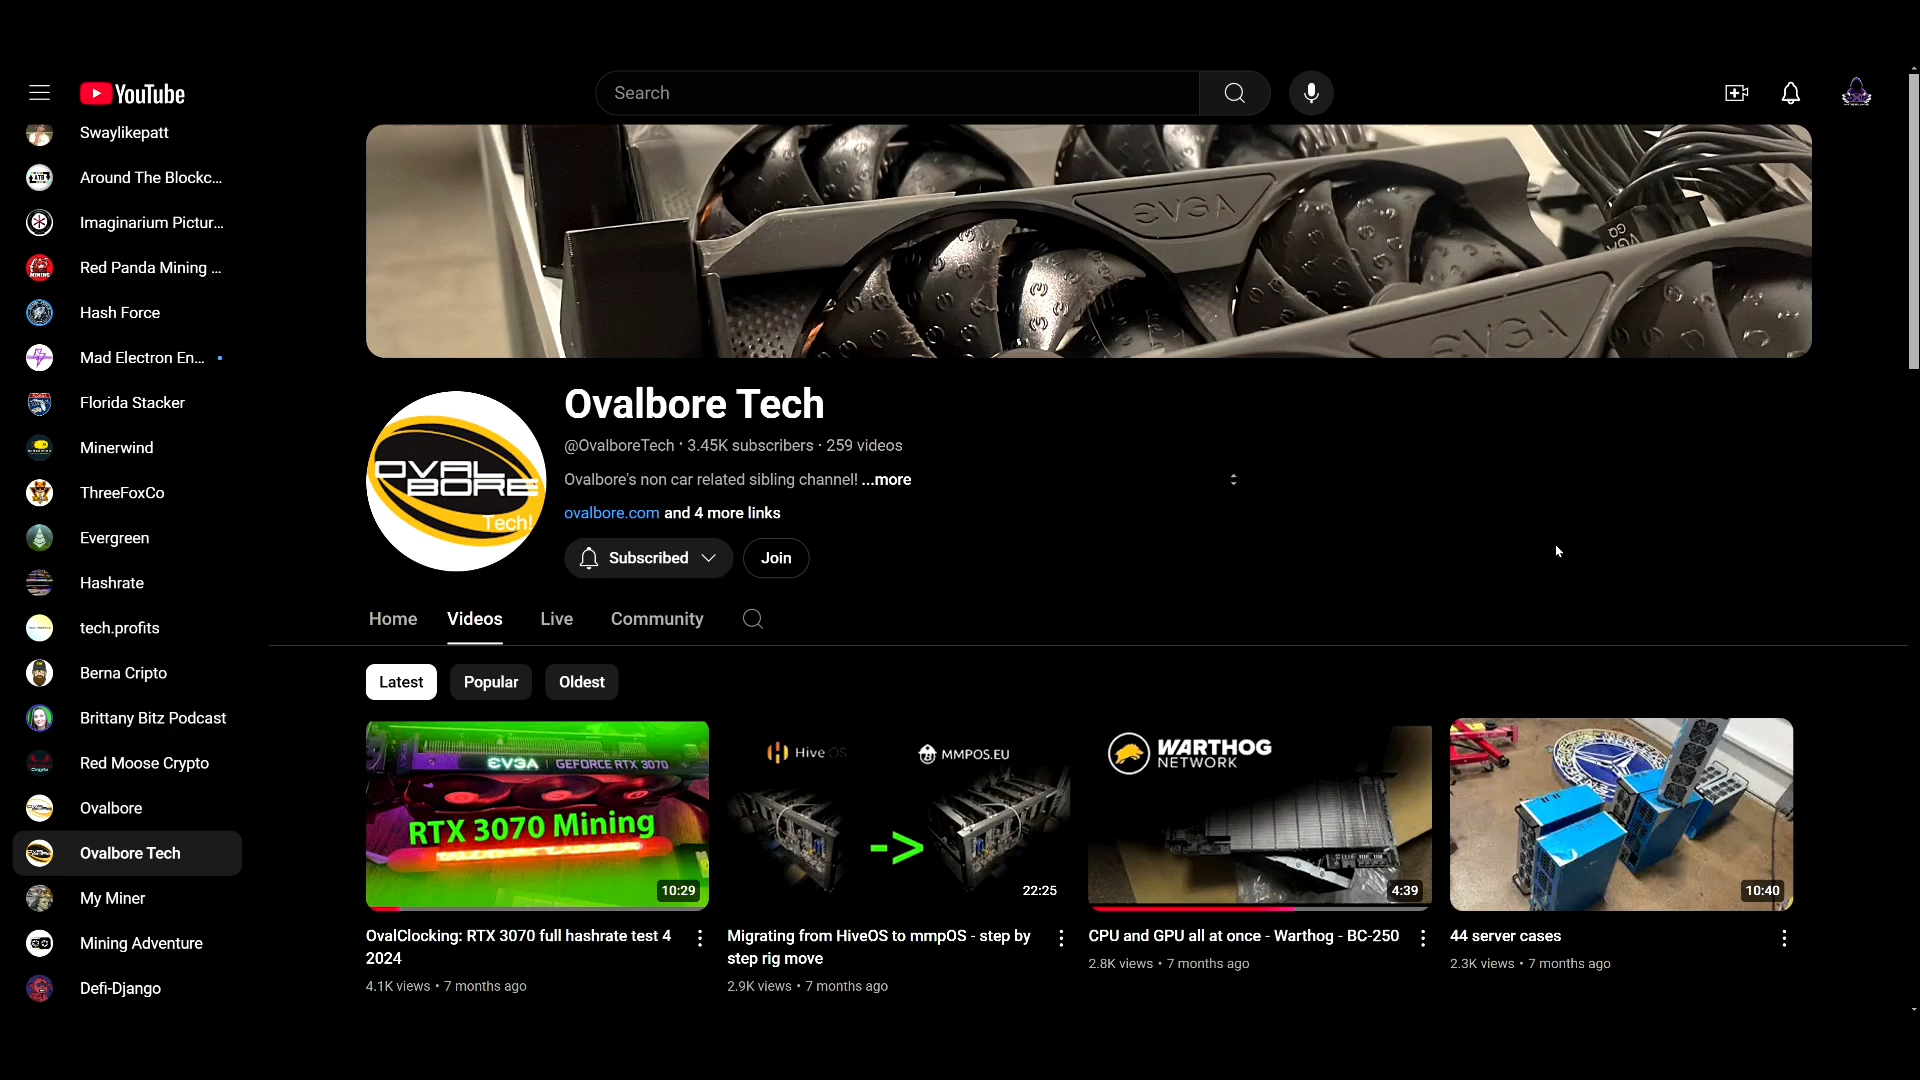 YouTube
Search
Swaylikepatt
Around The Blockc...
Imaginarium Pictur...
Red Panda Mining ...
Hash Force
Mad Electron En...
Florida Stacker
Minerwind
ThreeFoxCo
Evergreen
Hashrate
tech.profits
Berna Cripto
Brittany Bitz Podcast
Red Moose Crypto
Ovalbore
Ovalbore Tech
My Miner
Mining Adventure
Defi-Django
EVGA
EVGA
OVAL
BORE
Tech!
Ovalbore Tech
@OvalboreTech • 3.45K subscribers • 259 videos
Ovalbore's non car related sibling channel! ...more
ovalbore.com and 4 more links
Subscribed
Join
Home Videos Live Community
Latest Popular Oldest
EVGA GEFORCE RTX 3070
RTX 3070 Mining
10:29
OvalClocking: RTX 3070 full hashrate test 4
2024
4.1K views • 7 months ago
Hive OS MMPOS.EU
->
22:25
Migrating from HiveOS to mmpOS - step by
step rig move
2.9K views • 7 months ago
WARTHOG
NETWORK
4:39
CPU and GPU all at once - Warthog - BC-250
2.8K views • 7 months ago
10:40
44 server cases
2.3K views • 7 months ago